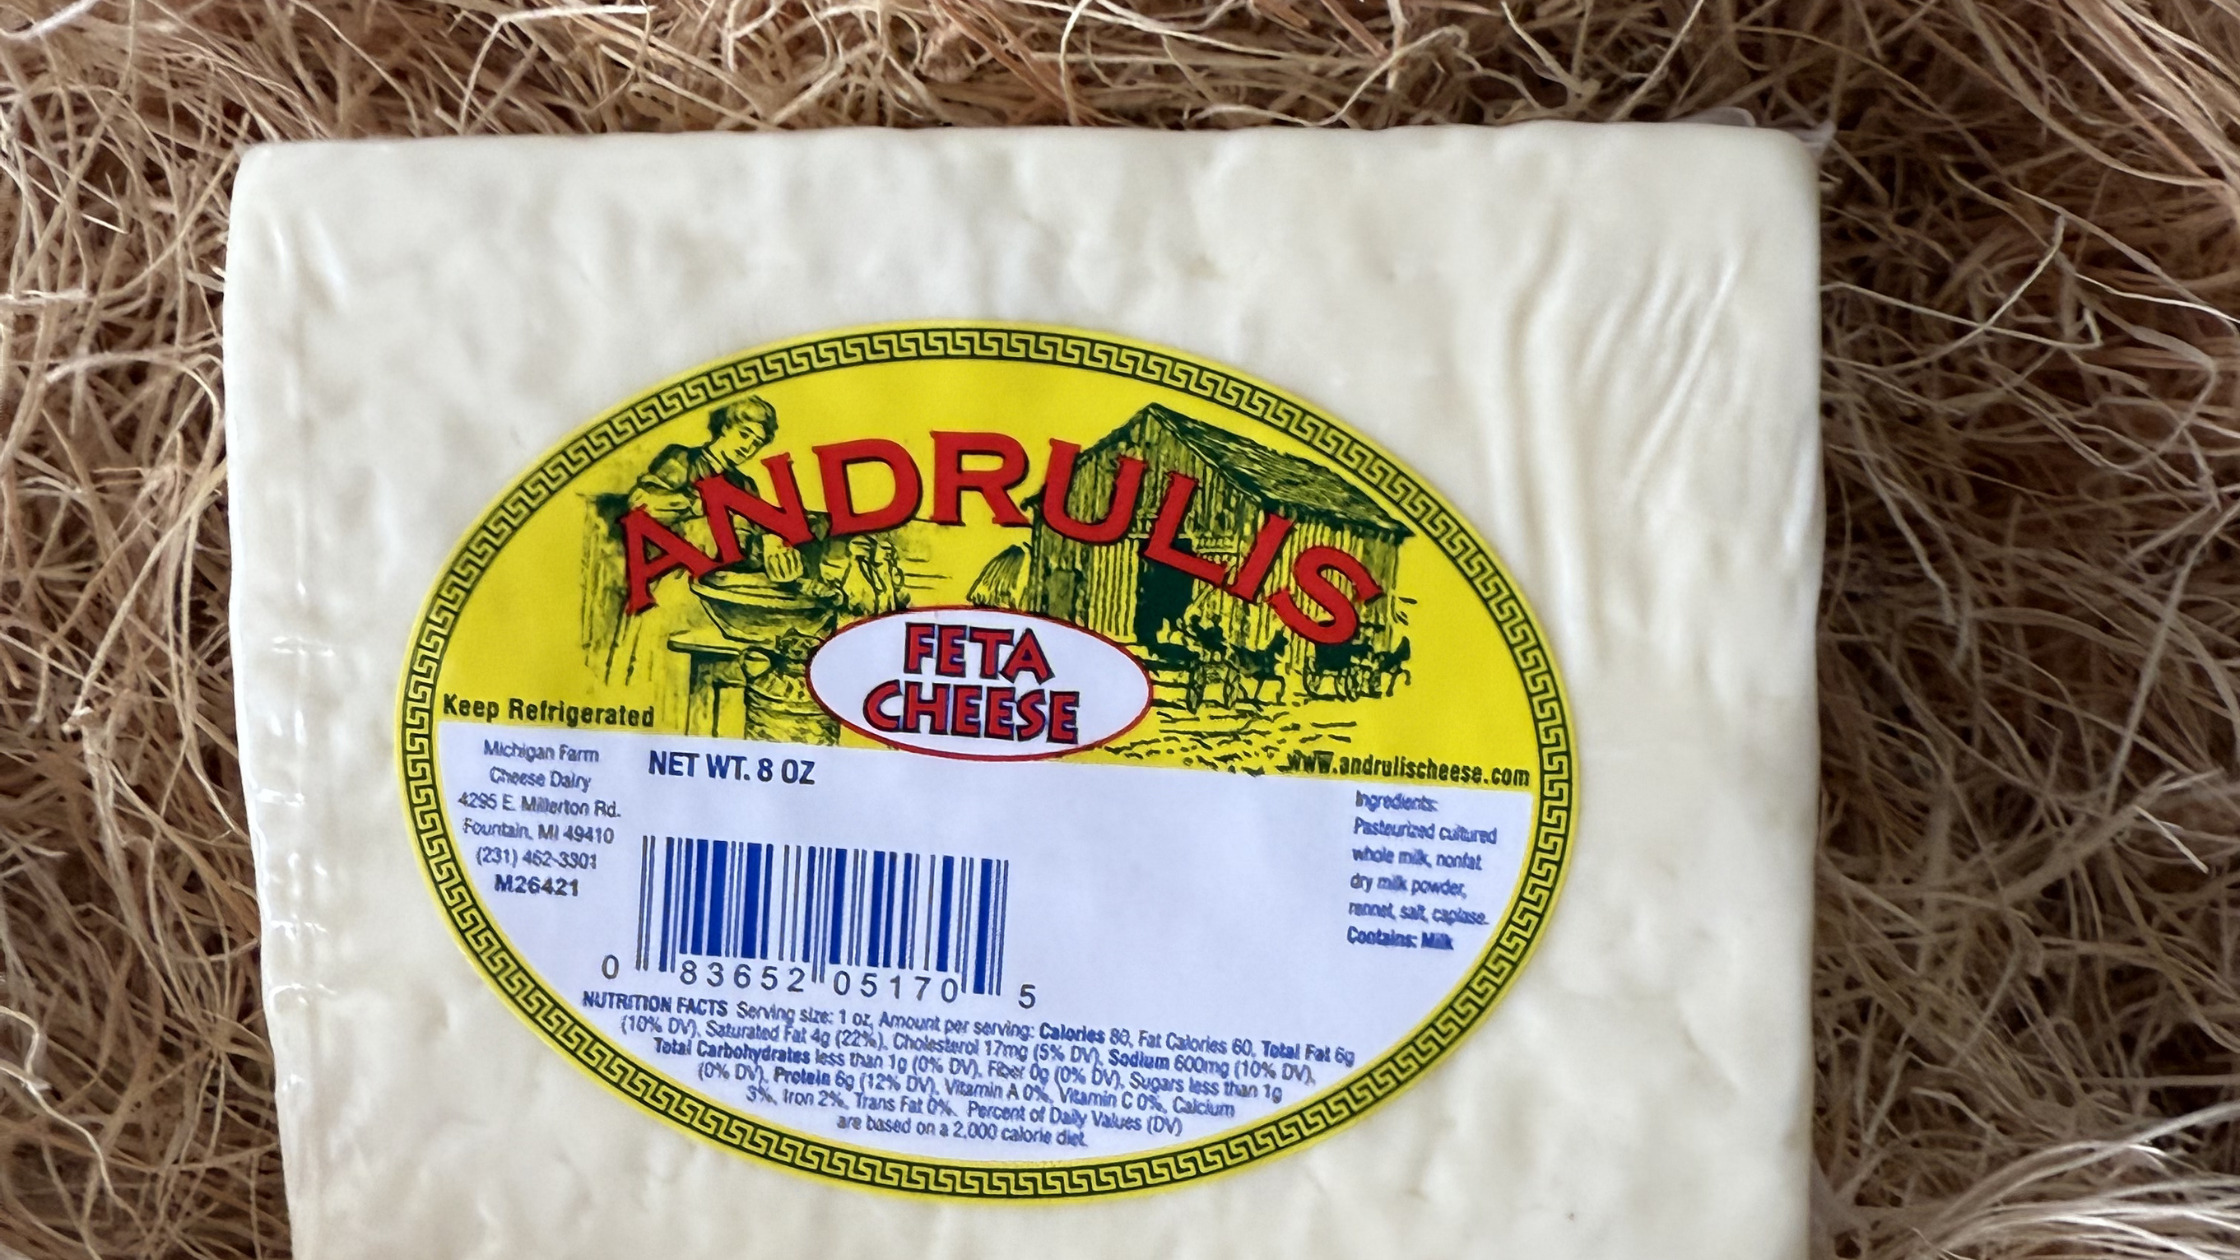 ANDRULIS
FETA
CHEESE
Keep Refrigerated
www.andrulischeese.com
Michigan Farm
Cheese Dairy
4295 E. Millerton Rd.
Fountain, MI 49410
(231) 462-3301
M26421
NET WT. 8 OZ
0 83652 05170 5
Ingredients:
Pasteurized cultured
whole milk, nonfat
dry milk powder,
rennet, salt, caplase.
Contains: Milk
NUTRITION FACTS Serving size: 1 oz, Amount per serving: Calories 80, Fat Calories 60, Total Fat 6g
(10% DV), Saturated Fat 4g (22%), Cholesterol 17mg (5% DV), Sodium 600mg (10% DV),
Total Carbohydrates less than 1g (0% DV), Fiber 0g (0% DV), Sugars less than 1g
(0% DV), Protein 6g (12% DV), Vitamin A 0%, Vitamin C 0%, Calcium
3%, Iron 2%, Trans Fat 0%. Percent of Daily Values (DV)
are based on a 2,000 calorie diet.